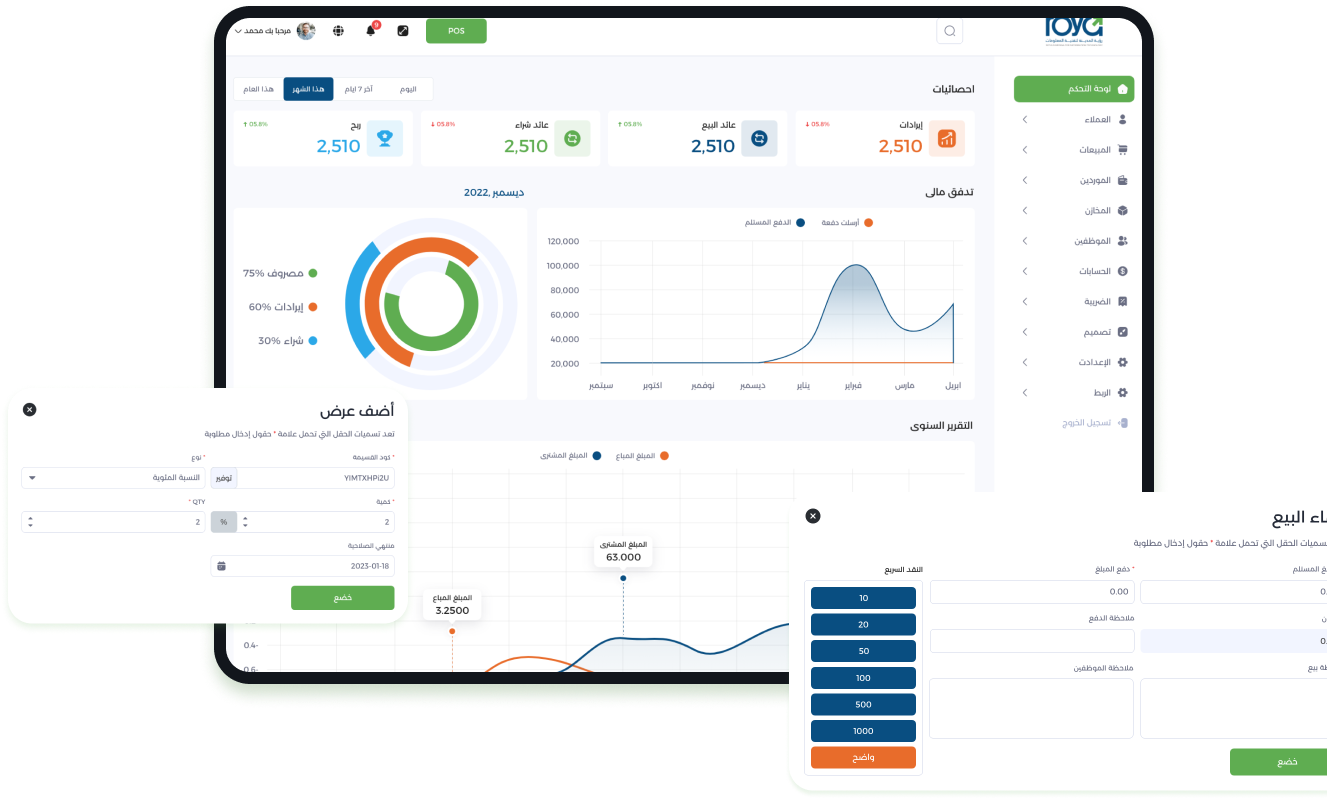 roya
POS
9
مرحبا بك محمد
لوحة التحكم
العملاء
المبيعات
الموردين
المخازن
الموظفين
الحسابات
الضريبة
تصميم
الإعدادت
الربط
تسجيل الخروج
احصائيات
اليوم
أخر 7 ايام
هذا الشهر
هذا العام
إيرادات
05.8%
2,510
عائد البيع
05.8%
2,510
عائد شراء
05.8%
2,510
ربح
05.8%
2,510
تدفق مالى
ديسمبر ,2022
أرسلت دفعة
الدفع المستلم
120,000
100,000
80,000
60,000
40,000
20,000
سبتمبر
اكتوبر
نوفمبر
ديسمبر
يناير
فبراير
مارس
ابريل
مصروف 75%
إيرادات 60%
شراء 30%
التقرير السنوى
المبلغ المباع
المبلغ المشترى
المبلغ المشترى
63.000
المبلغ المباع
3.2500
0.4-
0.6-
أضف عرض
تعد تسميات الحقل التي تحمل علامة * حقول إدخال مطلوبة
* كود القسيمة
* نوع
YIMTXHPi2U
توفير
النسبة المئوية
* كمية
QTY *
2
%
2
منتهي الصلاحية
2023-01-18
خضع
اء البيع
سميات الحقل التي تحمل علامة * حقول إدخال مطلوبة
غ المستلم
* دفع المبلغ
النقد السريع
0.
0.00
10
20
ملاحظة الدفع
0.
50
ملاحظة الموظفين
ة بيع
100
500
1000
واضح
خضع